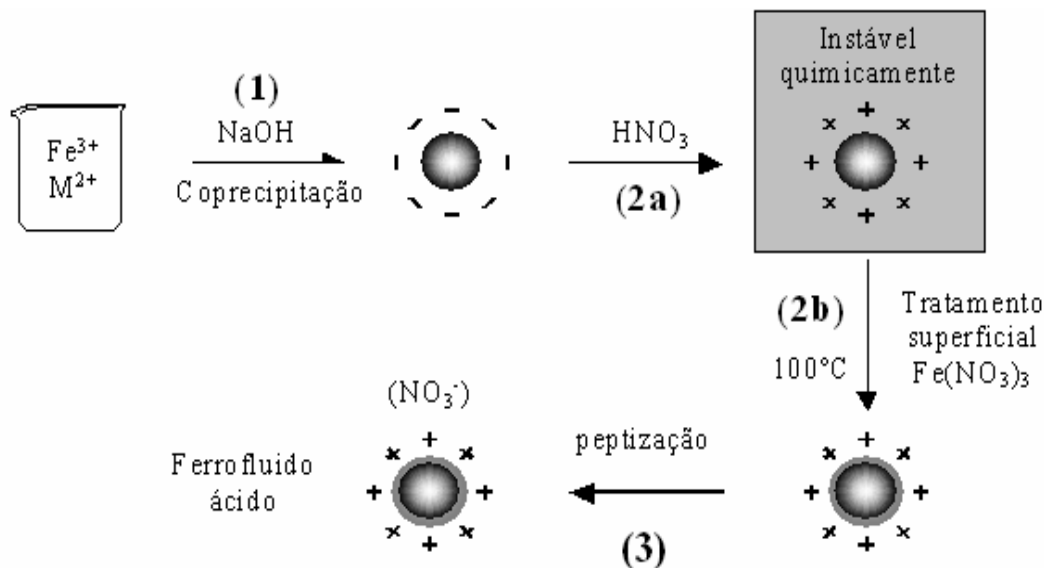 (1)
NaOH
Coprecipitação
Fe³⁺
M²⁺
HNO₃
(2a)
Instável
quimicamente
(2b)
100°C
Tratamento
superficial
Fe(NO₃)₃
peptização
(3)
(NO₃⁻)
Ferrofluido
ácido